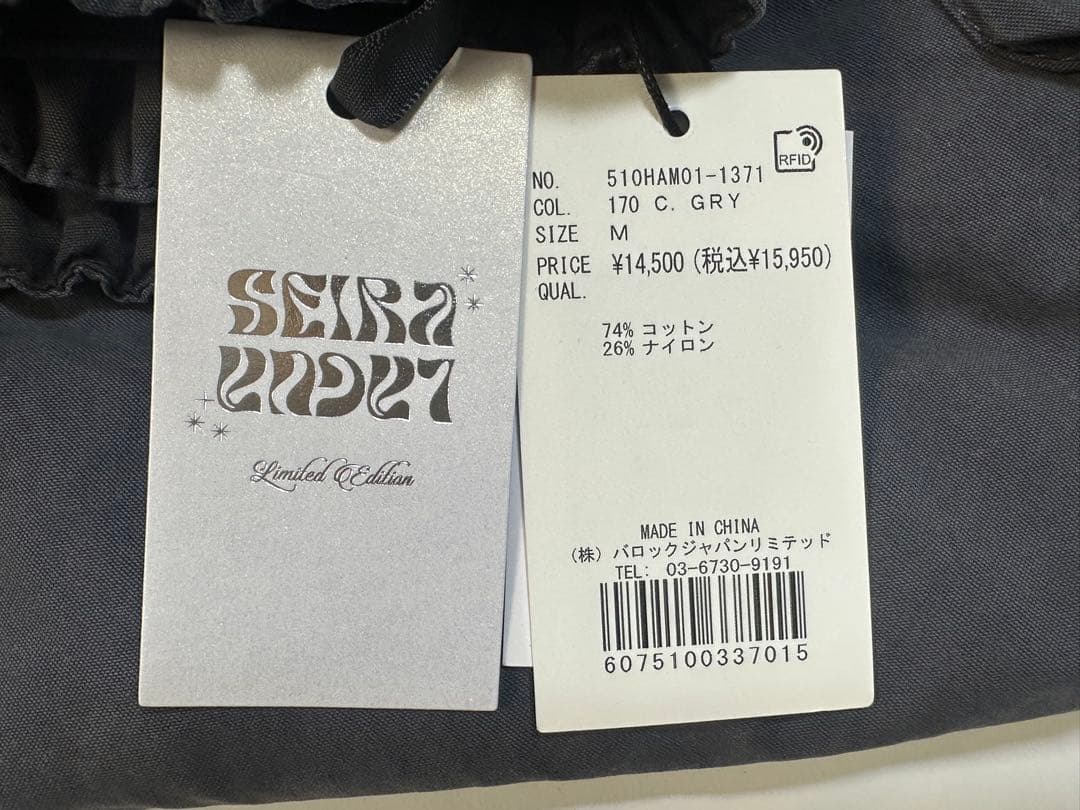 SEIRA
Limited Edition
RFID
NO. 510HAM01-1371
COL. 170 C. GRY
SIZE M
PRICE ¥14,500 (税込¥15,950)
QUAL.
74% コットン
26% ナイロン
MADE IN CHINA
(株) バロックジャパンリミテッド
TEL: 03-6730-9191
6075100337015